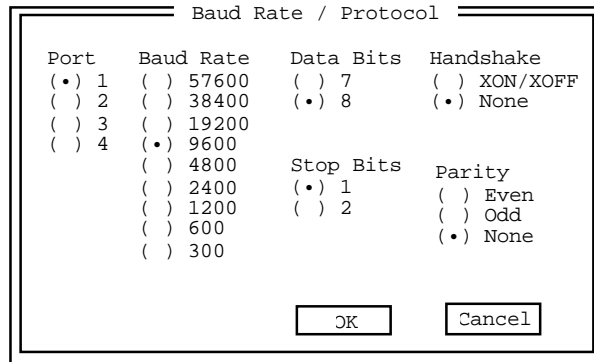 Baud Rate / Protocol
Port Baud Rate Data Bits Handshake
(•) 1 ( ) 57600 ( ) 7 ( ) XON/XOFF
( ) 2 ( ) 38400 (•) 8 (•) None
( ) 3 ( ) 19200
( ) 4 (•) 9600
( ) 4800 Stop Bits Parity
( ) 2400 (•) 1 ( ) Even
( ) 1200 ( ) 2 ( ) Odd
( ) 600 (•) None
( ) 300
OK Cancel